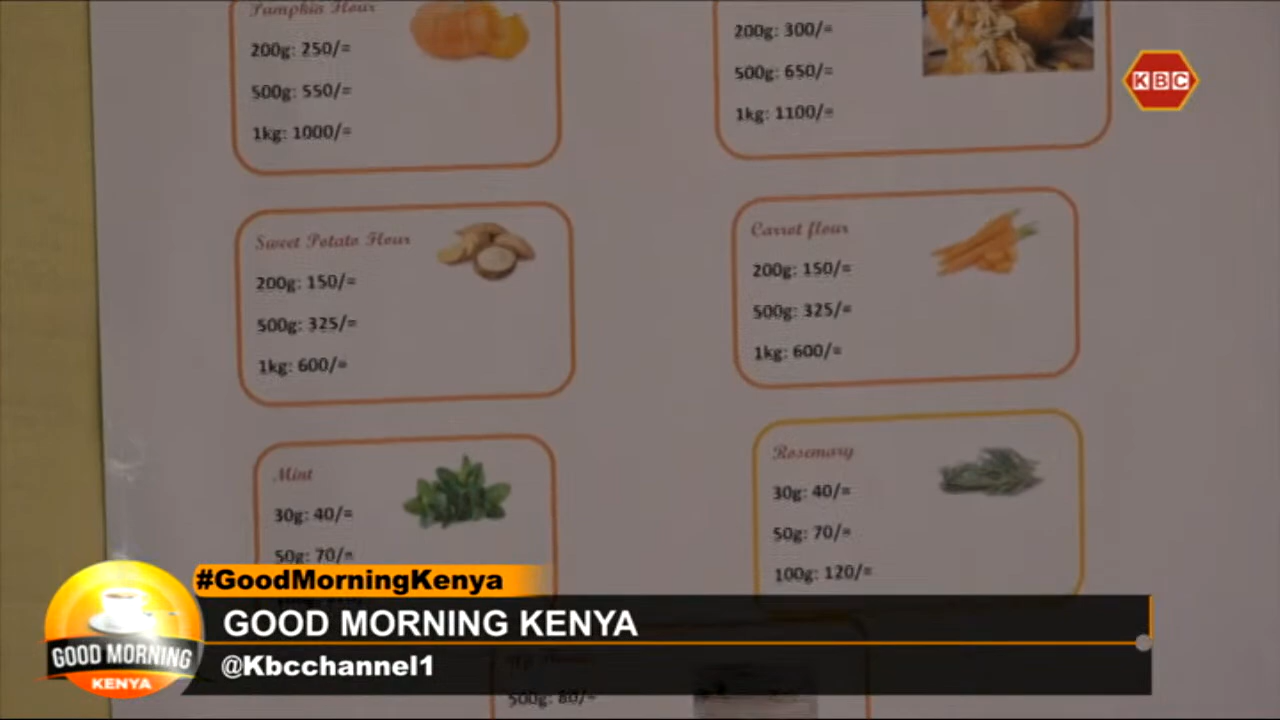 Pumpkin Flour
200g: 250/=
500g: 550/=
1kg: 1000/=
200g: 300/=
500g: 650/=
1kg: 1100/=
KBC
Sweet Potato Flour
200g: 150/=
500g: 325/=
1kg: 600/=
Carrot flour
200g: 150/=
500g: 325/=
1kg: 600/=
Mint
30g: 40/=
50g: 70/=
Rosemary
30g: 40/=
50g: 70/=
100g: 120/=
#GoodMorningKenya
GOOD MORNING KENYA
@Kbcchannel1
GOOD MORNING
KENYA
500g: 80/=